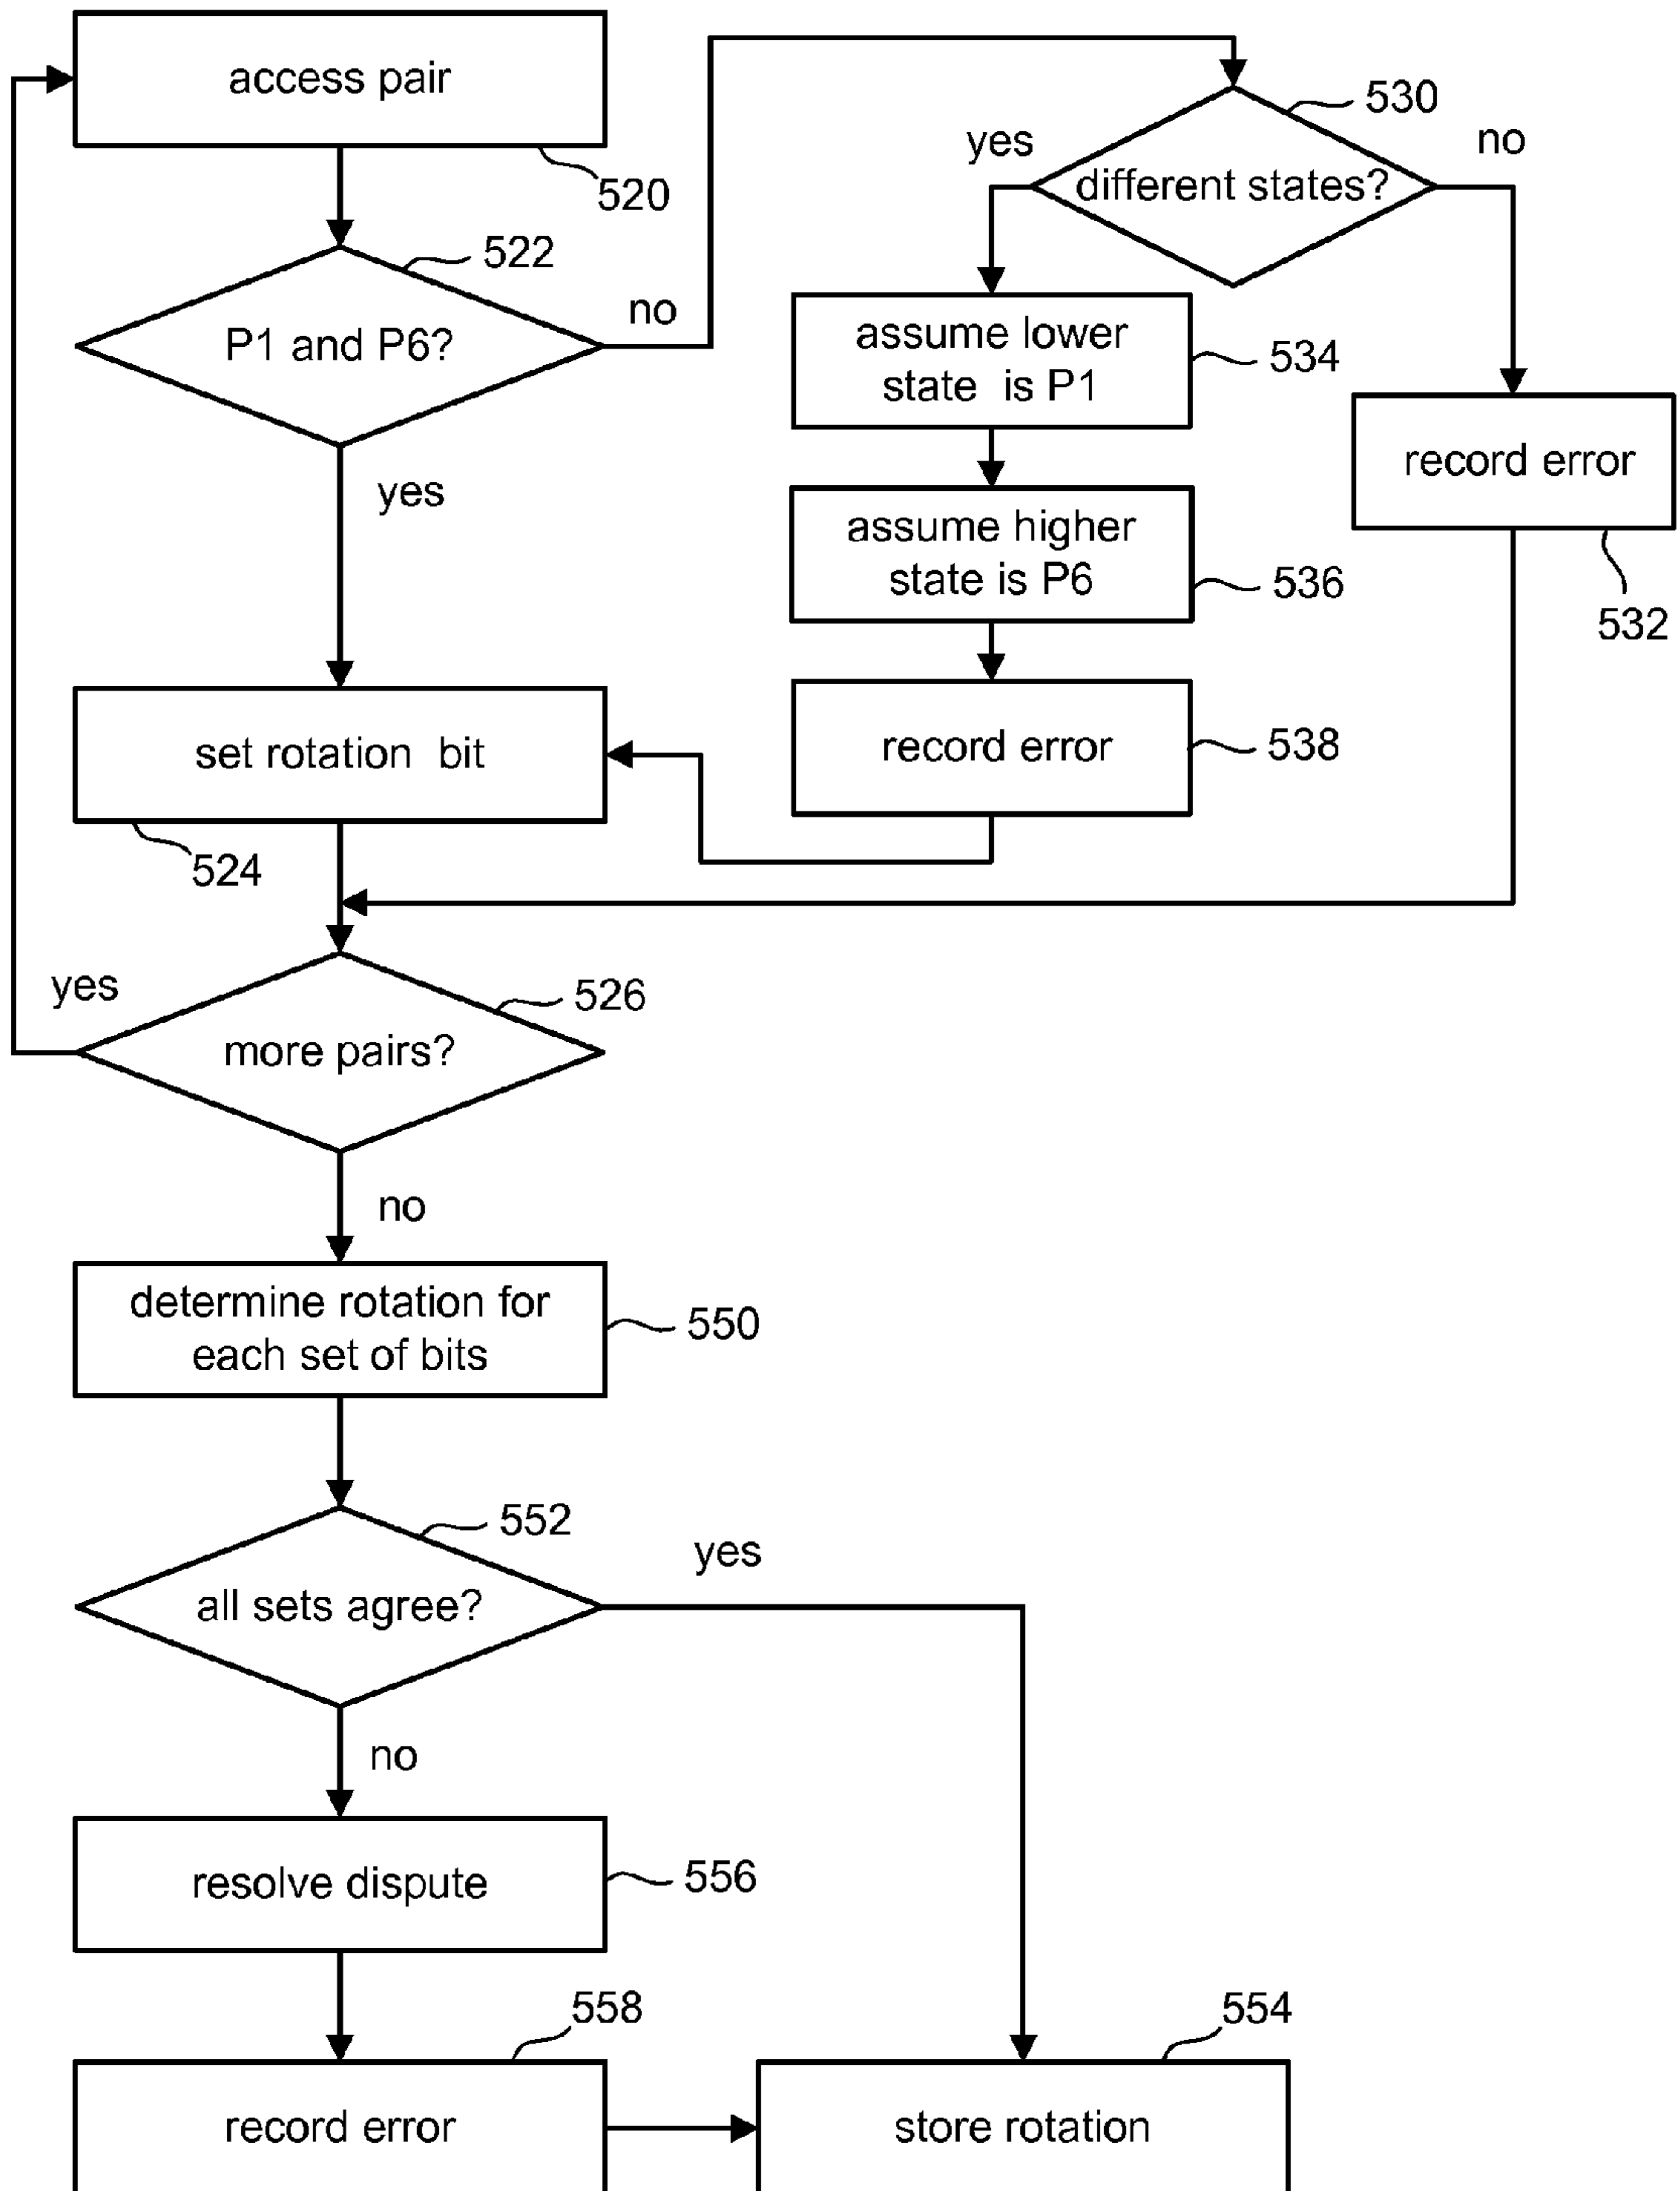 access pair
520
522
P1 and P6?
no
yes
530
yes
no
different states?
assume lower
state is P1
534
record error
532
assume higher
state is P6
536
record error
538
set rotation bit
524
526
yes
more pairs?
no
determine rotation for
each set of bits
550
552
all sets agree?
yes
no
resolve dispute
556
558
record error
554
store rotation